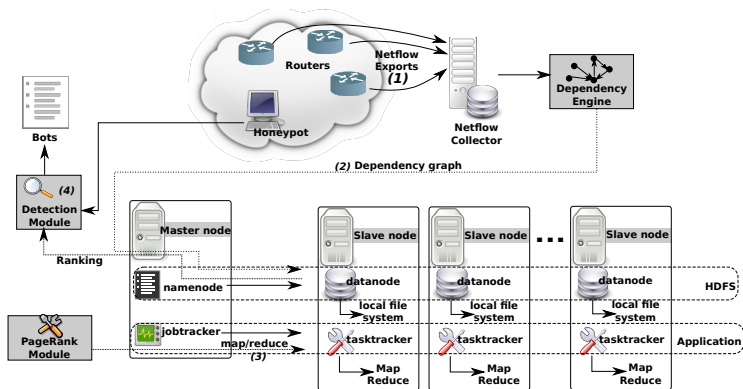 Routers
Netflow
Exports
(1)
Honeypot
Netflow
Collector
Dependency
Engine
Bots
(2) Dependency graph
(4)
Detection
Module
Ranking
Master node
Slave node
Slave node
...
Slave node
namenode
datanode
datanode
datanode
HDFS
local file
system
local file
system
local file
system
PageRank
Module
jobtracker
map/reduce
(3)
tasktracker
tasktracker
tasktracker
Application
Map
Reduce
Map
Reduce
Map
Reduce